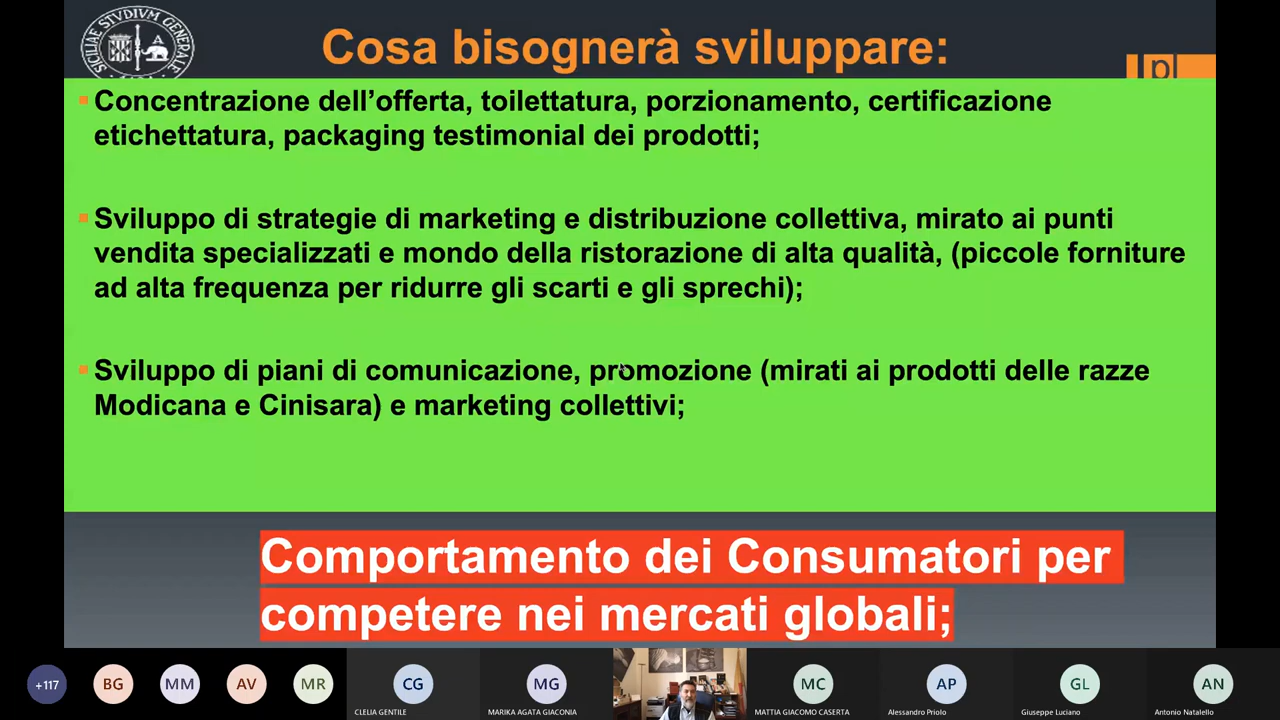 SICILIAE STVDIVM GENERALE
Cosa bisognerà sviluppare:
p
Concentrazione dell’offerta, toilettatura, porzionamento, certificazione
etichettatura, packaging testimonial dei prodotti;
Sviluppo di strategie di marketing e distribuzione collettiva, mirato ai punti
vendita specializzati e mondo della ristorazione di alta qualità, (piccole forniture
ad alta frequenza per ridurre gli scarti e gli sprechi);
Sviluppo di piani di comunicazione, promozione (mirati ai prodotti delle razze
Modicana e Cinisara) e marketing collettivi;
Comportamento dei Consumatori per
competere nei mercati globali;
+117 BG MM AV MR CG MG MC AP GL AN
CLELIA GENTILE MARIKA AGATA GIACONIA MATTIA GIACOMO CASERTA Alessandro Priolo Giuseppe Luciano Antonio Natalello